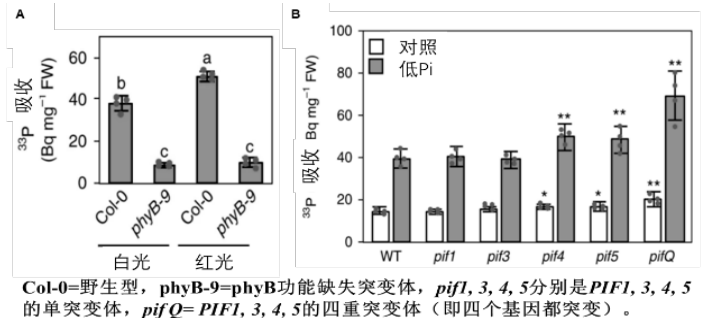 A
³³P 吸收
(Bq mg⁻¹ FW)
60
40
20
0
b
c
a
c
Col-0
phyB-9
Col-0
phyB-9
白光
红光
B
³³P 吸收 Bq mg⁻¹ FW)
100
80
60
40
20
0
对照
低Pi
*
**
*
**
**
**
WT
pif1
pif3
pif4
pif5
pifQ
Col-0=野生型，phyB-9=phyB功能缺失突变体，pif1, 3, 4, 5分别是PIF1, 3, 4, 5
的单突变体，pifQ= PIF1, 3, 4, 5的四重突变体（即四个基因都突变）。